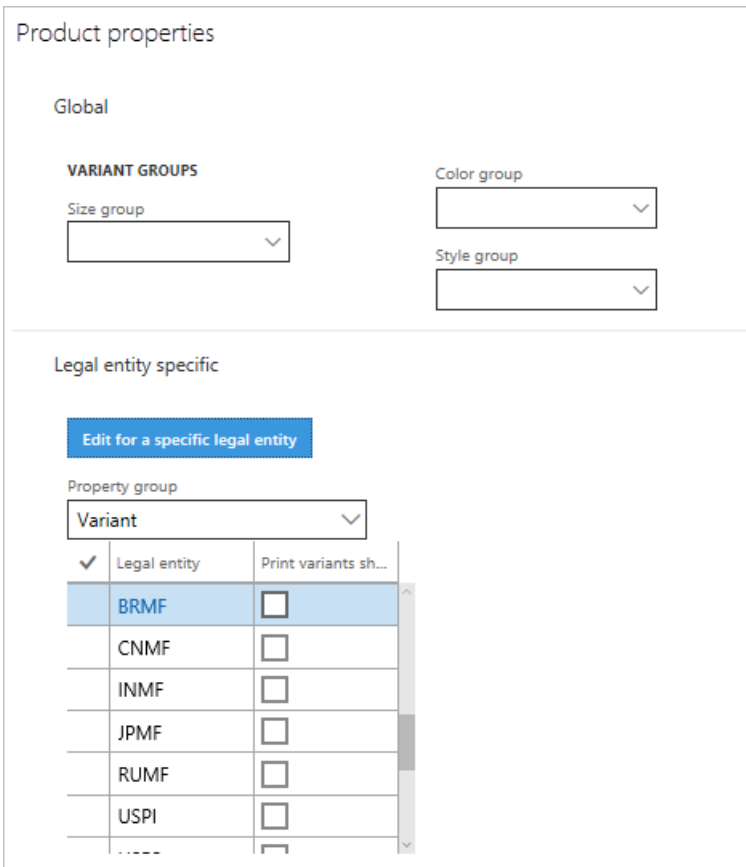 Product properties
Global
VARIANT GROUPS
Size group
Color group
Style group
Legal entity specific
Edit for a specific legal entity
Property group
Variant
Legal entity Print variants sh...
BRMF
CNMF
INMF
JPMF
RUMF
USPI